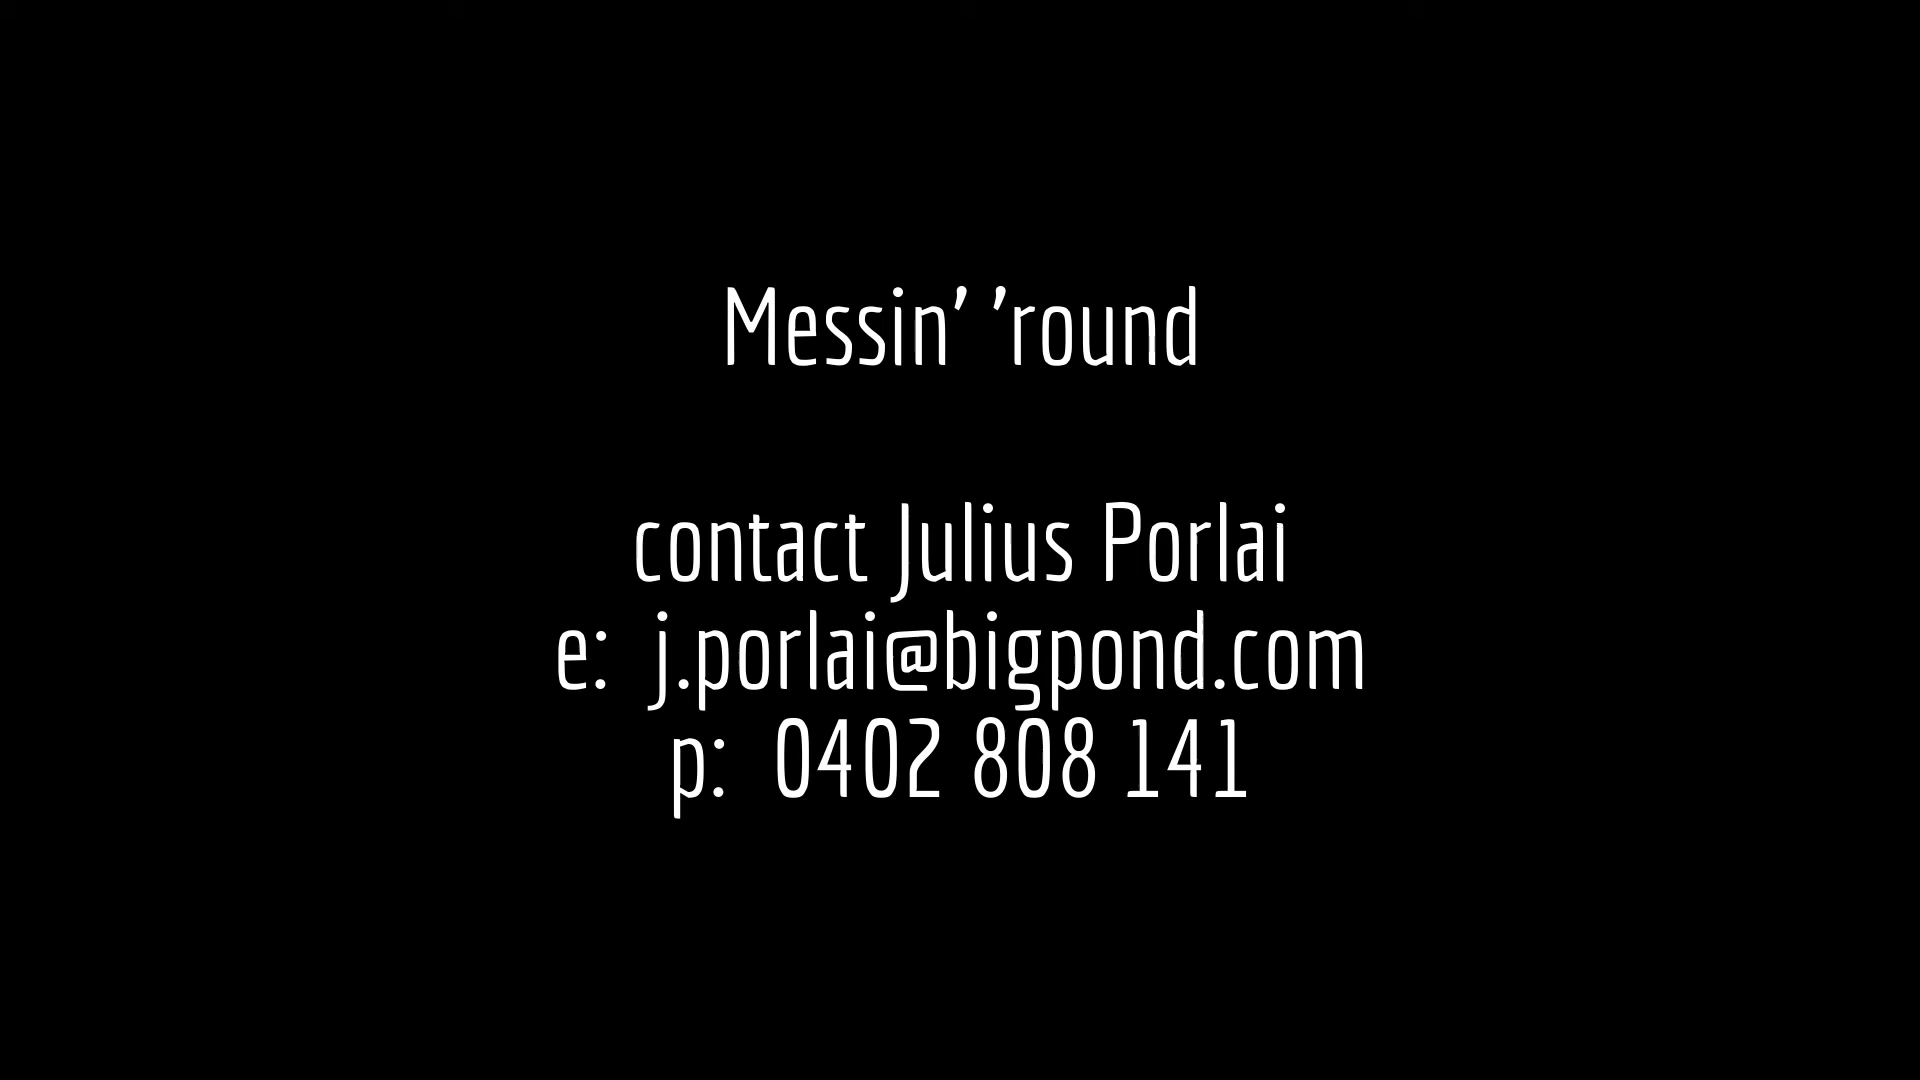 Messin’ ’round
contact Julius Porlai
e:  j.porlai@bigpond.com
p:  0402 808 141